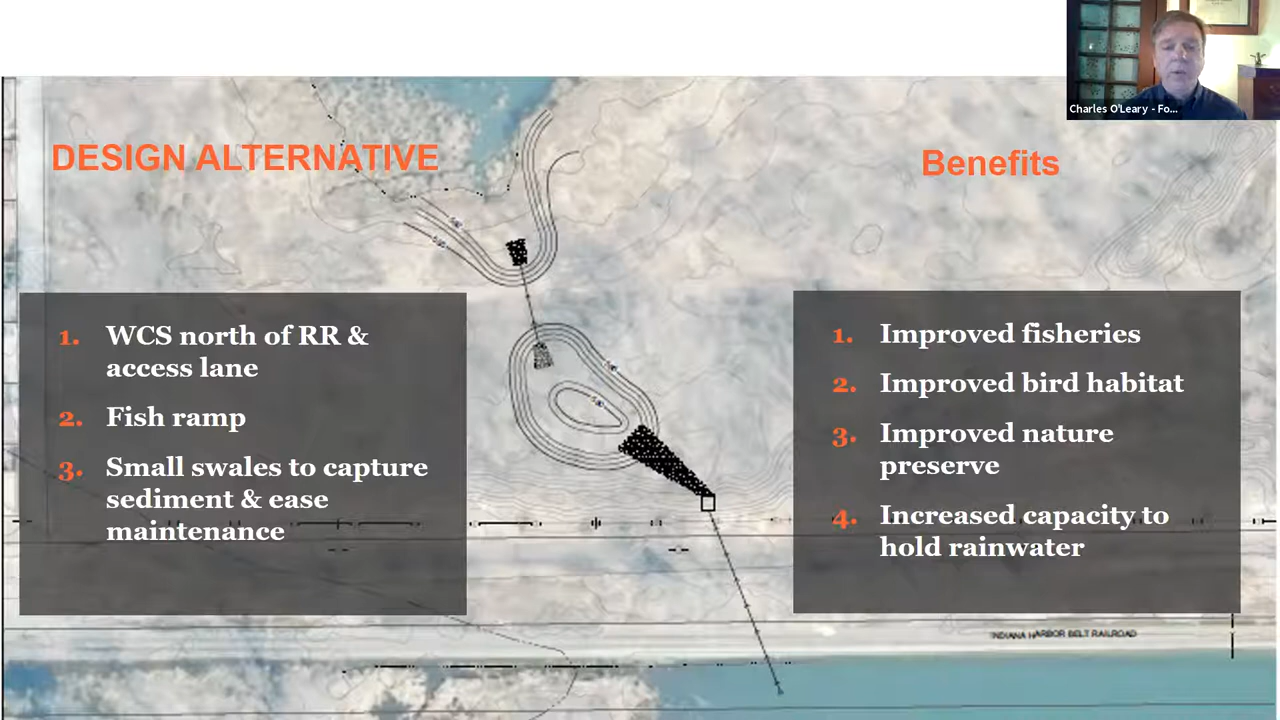 Charles O'Leary - Fo...
DESIGN ALTERNATIVE
1. WCS north of RR &
access lane
2. Fish ramp
3. Small swales to capture
sediment & ease
maintenance
Benefits
1. Improved fisheries
2. Improved bird habitat
3. Improved nature
preserve
4. Increased capacity to
hold rainwater
INDIANA HARBOR BELT RAILROAD